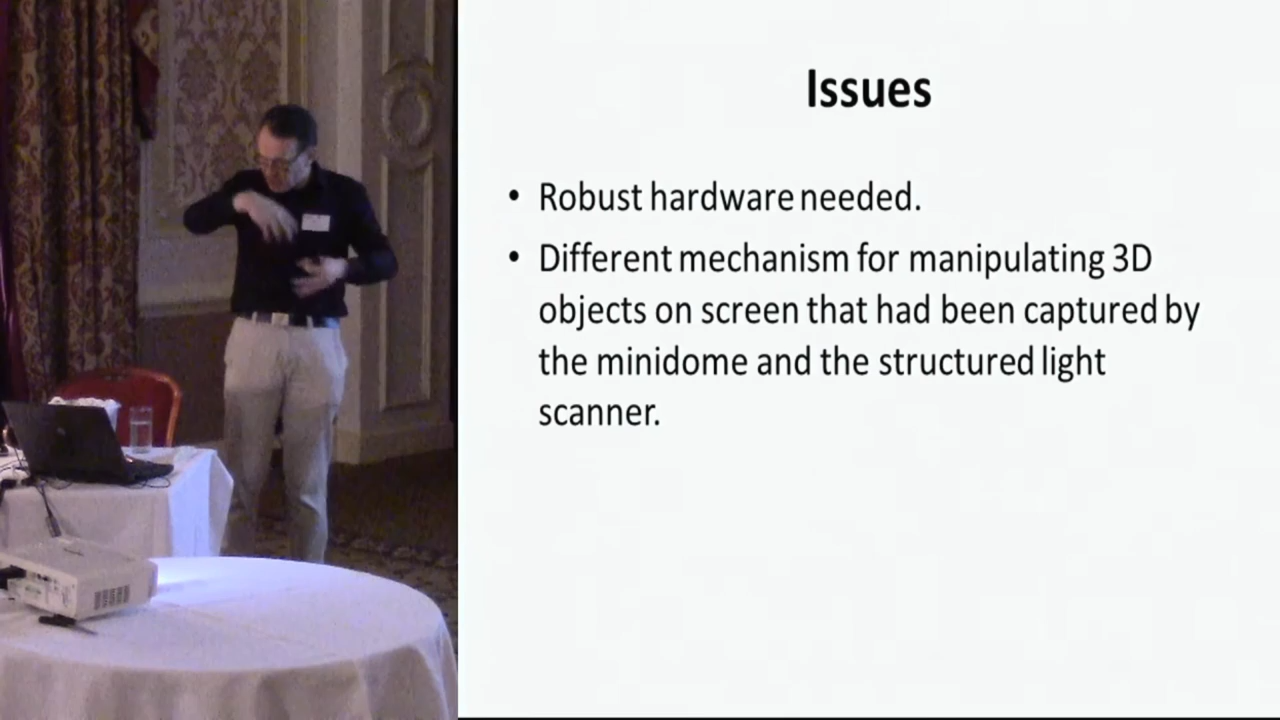 Issues
• Robust hardware needed.
• Different mechanism for manipulating 3D
objects on screen that had been captured by
the minidome and the structured light
scanner.